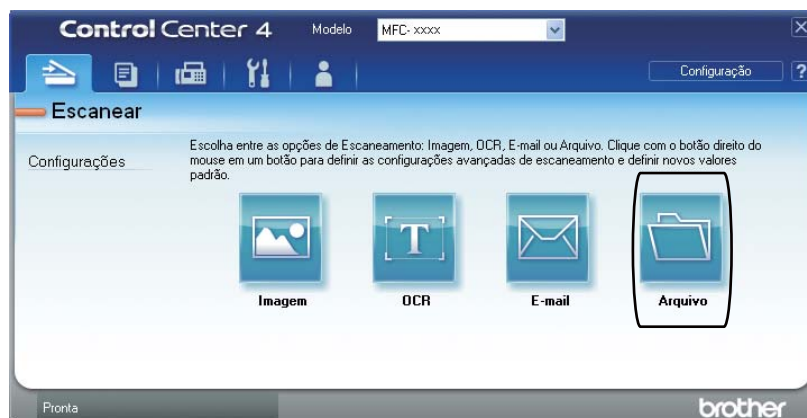 Control Center 4
Modelo
MFC- xxxx
Configuração
?
Escanear
Configurações
Escolha entre as opções de Escaneamento: Imagem, OCR, E-mail ou Arquivo. Clique com o botão direito do
mouse em um botão para definir as configurações avançadas de escaneamento e definir novos valores
padrão.
T
Imagem
OCR
E-mail
Arquivo
Pronta
brother